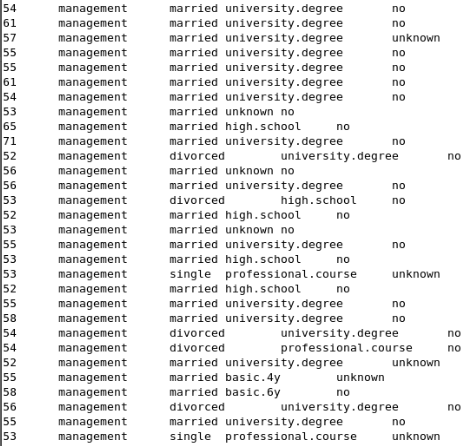 54 management married university.degree no
61 management married university.degree no
57 management married university.degree unknown
55 management married university.degree no
55 management married university.degree no
61 management married university.degree no
54 management married university.degree no
53 management married unknown no
65 management married high.school no
71 management married university.degree no
52 management divorced university.degree no
56 management married unknown no
56 management married university.degree no
53 management divorced high.school no
52 management married high.school no
53 management married unknown no
55 management married university.degree no
53 management married high.school no
53 management single professional.course unknown
52 management married high.school no
55 management married university.degree no
58 management married university.degree no
54 management divorced university.degree no
54 management divorced professional.course no
52 management married university.degree unknown
55 management married basic.4y unknown
58 management married basic.6y no
56 management divorced university.degree no
55 management married university.degree no
53 management single professional.course unknown